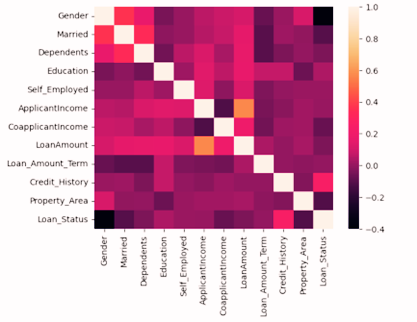 Gender
Married
Dependents
Education
Self_Employed
ApplicantIncome
CoapplicantIncome
LoanAmount
Loan_Amount_Term
Credit_History
Property_Area
Loan_Status
Gender
Married
Dependents
Education
Self_Employed
ApplicantIncome
CoapplicantIncome
LoanAmount
Loan_Amount_Term
Credit_History
Property_Area
Loan_Status
1.0
0.8
0.6
0.4
0.2
0.0
−0.2
−0.4